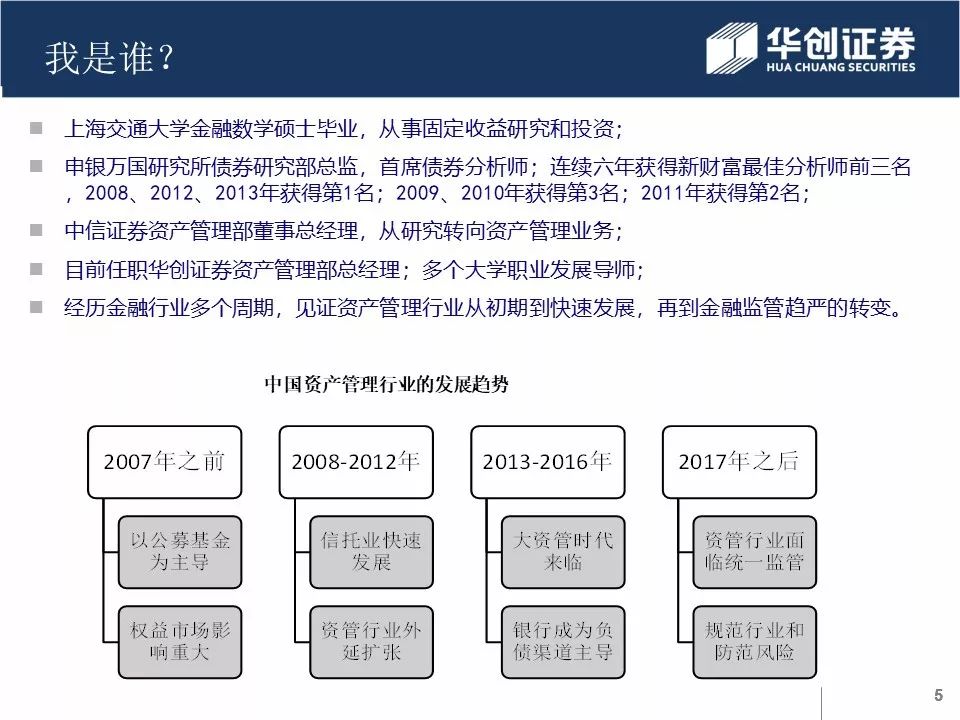 我是谁？
华创证券
HUA CHUANG SECURITIES
上海交通大学金融数学硕士毕业，从事固定收益研究和投资；
申银万国研究所债券研究部总监，首席债券分析师；连续六年获得新财富最佳分析师前三名
，2008、2012、2013年获得第1名；2009、2010年获得第3名；2011年获得第2名；
中信证券资产管理部董事总经理，从研究转向资产管理业务；
目前任职华创证券资产管理部总经理；多个大学职业发展导师；
经历金融行业多个周期，见证资产管理行业从初期到快速发展，再到金融监管趋严的转变。
中国资产管理行业的发展趋势
2007年之前
以公募基金
为主导
权益市场影
响重大
2008-2012年
信托业快速
发展
资管行业外
延扩张
2013-2016年
大资管时代
来临
银行成为负
债渠道主导
2017年之后
资管行业面
临统一监管
规范行业和
防范风险
5